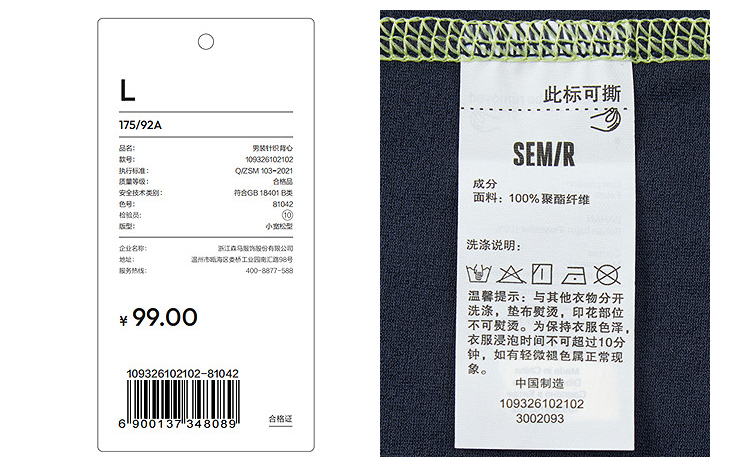 L
175/92A
品名: 男装针织背心
款号: 109326102102
执行标准: Q/ZSM 103-2021
质量等级: 合格品
安全技术类别: 符合GB 18401 B类
色号: 81042
检验员: ⑩
版型: 小宽松型
企业名称: 浙江森马服饰股份有限公司
地址: 温州市瓯海区娄桥工业园南汇路98号
服务热线: 400-8877-588
¥ 99.00
109326102102-81042
6 900137 348089
合格证
此标可撕
SEM/R
成分
面料: 100%聚酯纤维
洗涤说明:
温馨提示: 与其他衣物分开
洗涤, 垫布熨烫, 印花部位
不可熨烫。为保持衣服色泽,
衣服浸泡时间不可超过10分
钟, 如有轻微褪色属正常现
象。
中国制造
109326102102
3002093